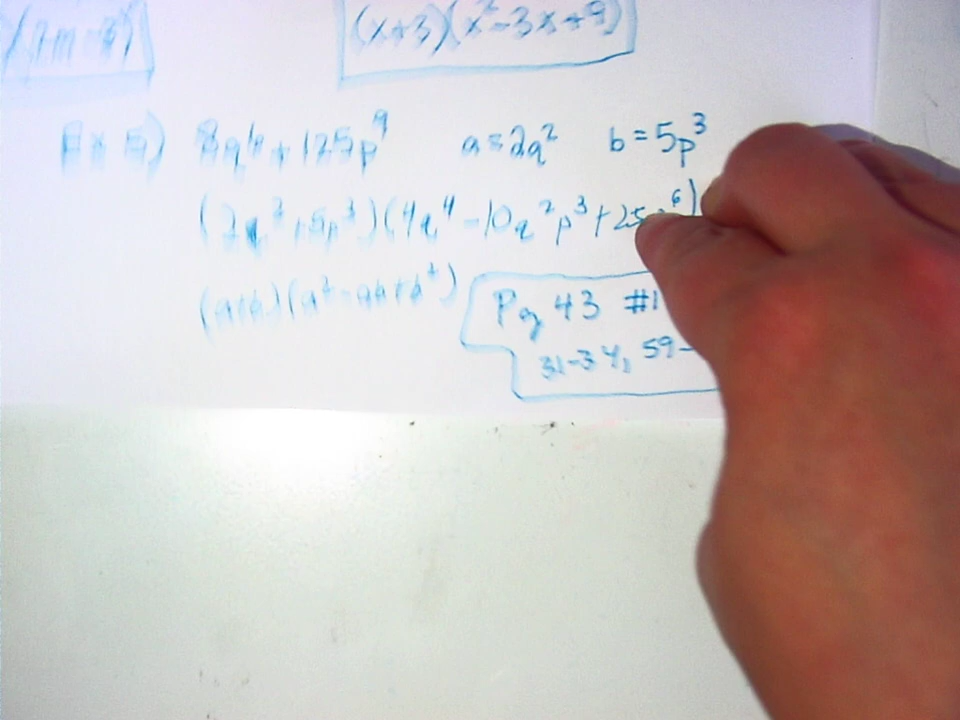 (x+3)(x²-3x+9)
Ex 5) 8q⁶ + 125p⁹ a = 2q² b = 5p³
(2q² + 5p³)(4q⁴ - 10q²p³ + 25 ⁶)
(a+b)(a² - ab + b²)
Pg 43 #1
31-34, 59-